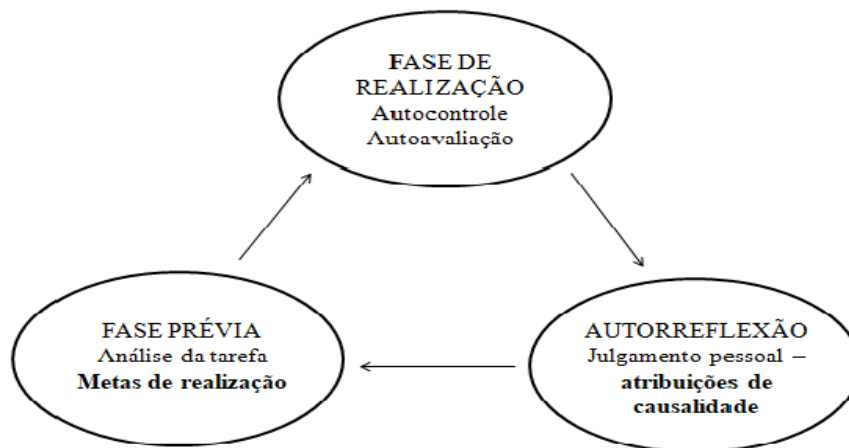 FASE DE
REALIZAÇÃO
Autocontrole
Autoavaliação
FASE PRÉVIA
Análise da tarefa
Metas de realização
AUTORREFLEXÃO
Julgamento pessoal –
atribuições de
causalidade